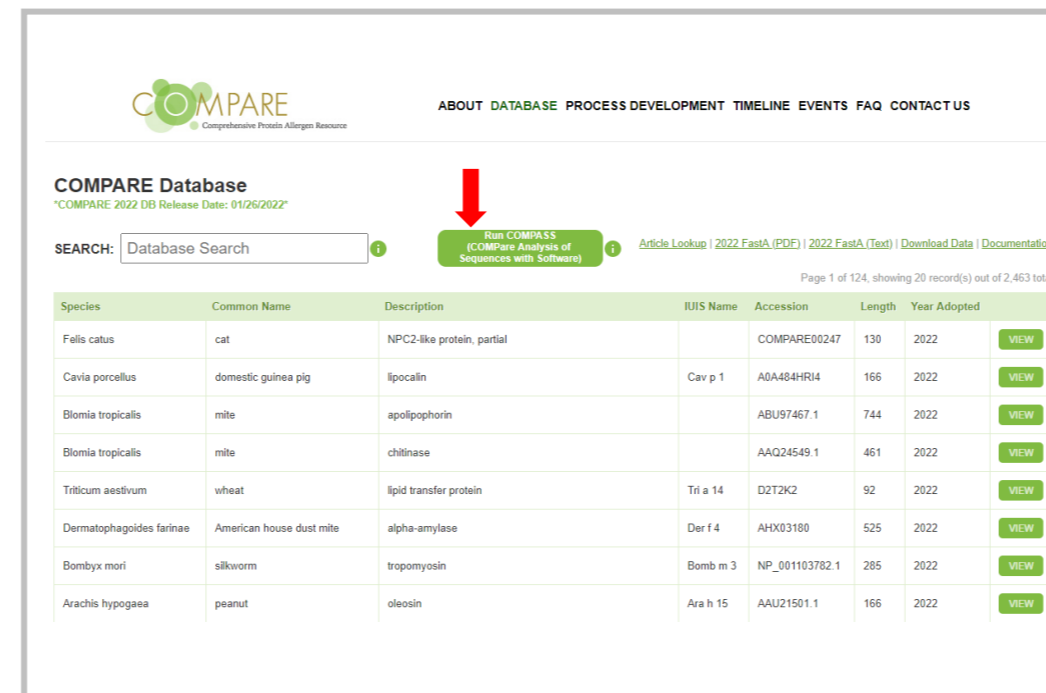 COMPARE
Comprehensive Protein Allergen Resource
ABOUT DATABASE PROCESS DEVELOPMENT TIMELINE EVENTS FAQ CONTACT US
COMPARE Database
*COMPARE 2022 DB Release Date: 01/26/2022*
SEARCH: Database Search i
Run COMPASS
(COMPare Analysis of
Sequences with Software)
i
Article Lookup | 2022 FastA (PDF) | 2022 FastA (Text) | Download Data | Documentatio
Page 1 of 124, showing 20 record(s) out of 2,463 tot
Species Common Name Description IUIS Name Accession Length Year Adopted
Felis catus cat NPC2-like protein, partial COMPARE00247 130 2022 VIEW
Cavia porcellus domestic guinea pig lipocalin Cav p 1 A0A484HRI4 166 2022 VIEW
Blomia tropicalis mite apolipophorin ABU97467.1 744 2022 VIEW
Blomia tropicalis mite chitinase AAQ24549.1 461 2022 VIEW
Triticum aestivum wheat lipid transfer protein Tri a 14 D2T2K2 92 2022 VIEW
Dermatophagoides farinae American house dust mite alpha-amylase Der f 4 AHX03180 525 2022 VIEW
Bombyx mori silkworm tropomyosin Bomb m 3 NP_001103782.1 285 2022 VIEW
Arachis hypogaea peanut oleosin Ara h 15 AAU21501.1 166 2022 VIEW